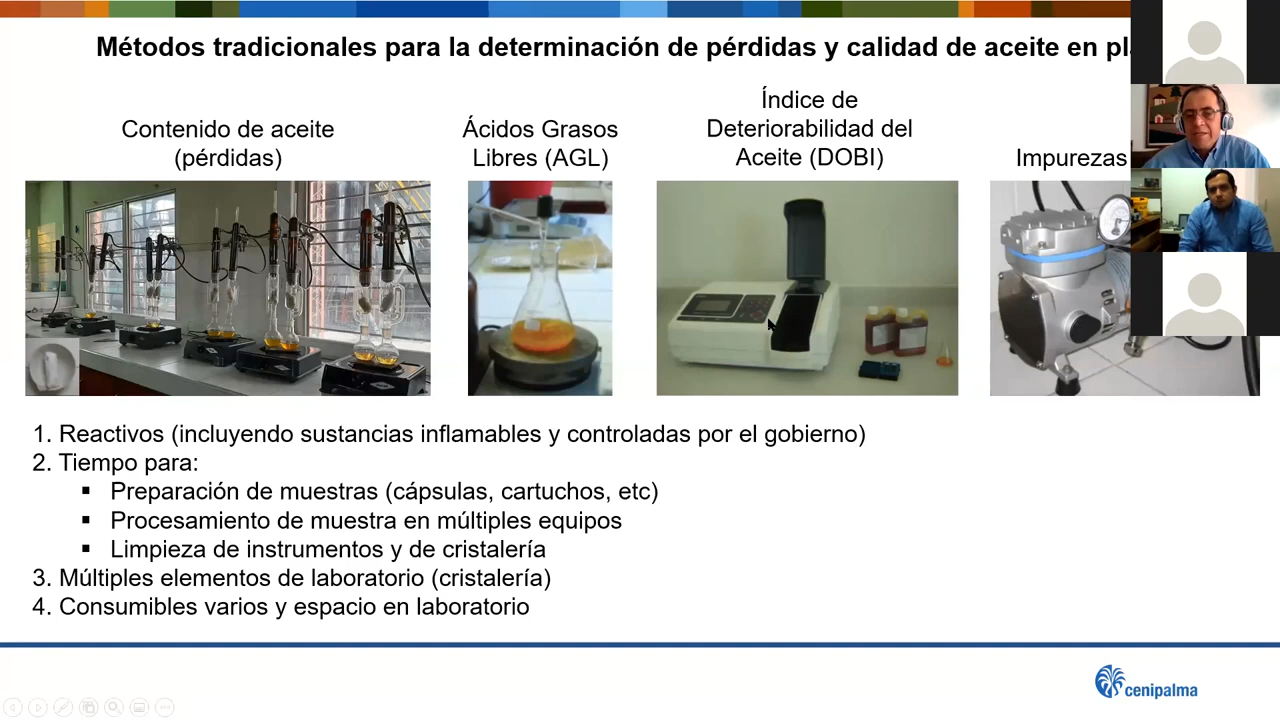 Métodos tradicionales para la determinación de pérdidas y calidad de aceite en
Contenido de aceite
(pérdidas)
Ácidos Grasos
Libres (AGL)
Índice de
Deteriorabilidad del
Aceite (DOBI)
Impurezas
1. Reactivos (incluyendo sustancias inflamables y controladas por el gobierno)
2. Tiempo para:
▪ Preparación de muestras (cápsulas, cartuchos, etc)
▪ Procesamiento de muestra en múltiples equipos
▪ Limpieza de instrumentos y de cristalería
3. Múltiples elementos de laboratorio (cristalería)
4. Consumibles varios y espacio en laboratorio
cenipalma